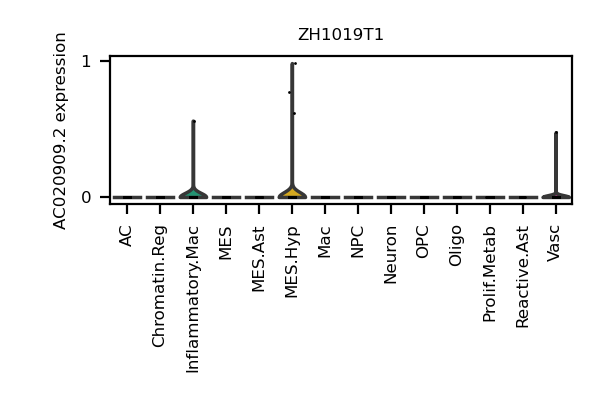 ZH1019T1
AC020909.2 expression
1
0
AC
Chromatin.Reg
Inflammatory.Mac
MES
MES.Ast
MES.Hyp
Mac
NPC
Neuron
OPC
Oligo
Prolif.Metab
Reactive.Ast
Vasc